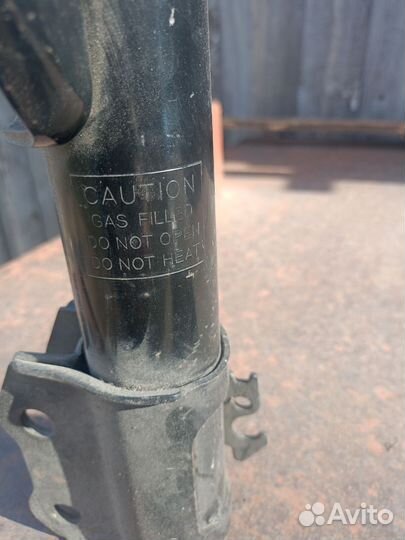 CAUTION
GAS FILLED
DO NOT OPEN
DO NOT HEAT
Avito